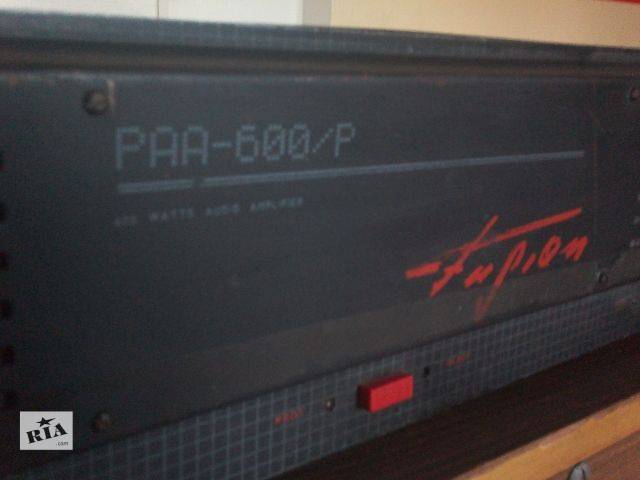 PAA-600/P
600 WATTS AUDIO AMPLIFIER
Fusion
RIA
.com